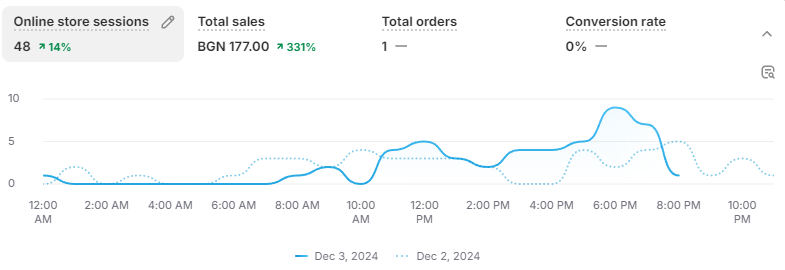 Online store sessions
48 ↗ 14%
Total sales
BGN 177.00 ↗ 331%
Total orders
1 —
Conversion rate
0% —
10
5
0
12:00 AM
2:00 AM
4:00 AM
6:00 AM
8:00 AM
10:00 AM
12:00 PM
2:00 PM
4:00 PM
6:00 PM
8:00 PM
10:00 PM
Dec 3, 2024
Dec 2, 2024